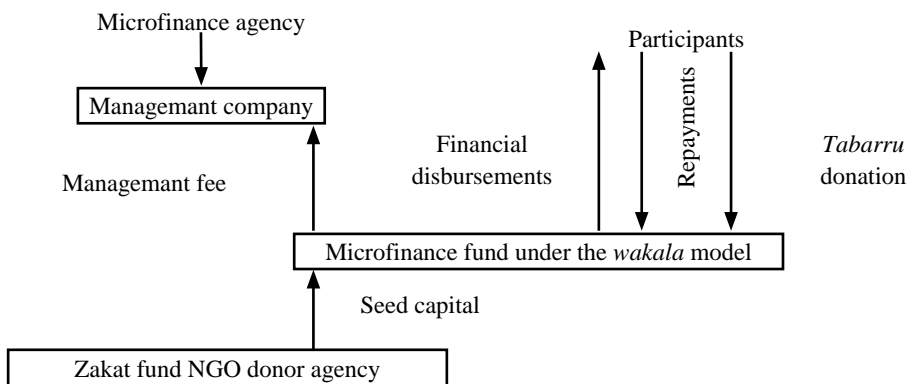 Microfinance agency
Participants
Managemant company
Repayments
Financial
disbursements
Tabarru
donation
Managemant fee
Microfinance fund under the wakala model
Seed capital
Zakat fund NGO donor agency